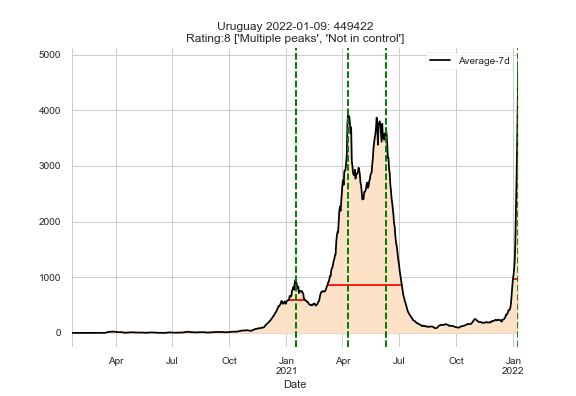 Uruguay 2022-01-09: 449422
Rating:8 ['Multiple peaks', 'Not in control']
Average-7d
5000
4000
3000
2000
1000
0
Apr
Jul
Oct
Jan
2021
Apr
Jul
Oct
Jan
2022
Date